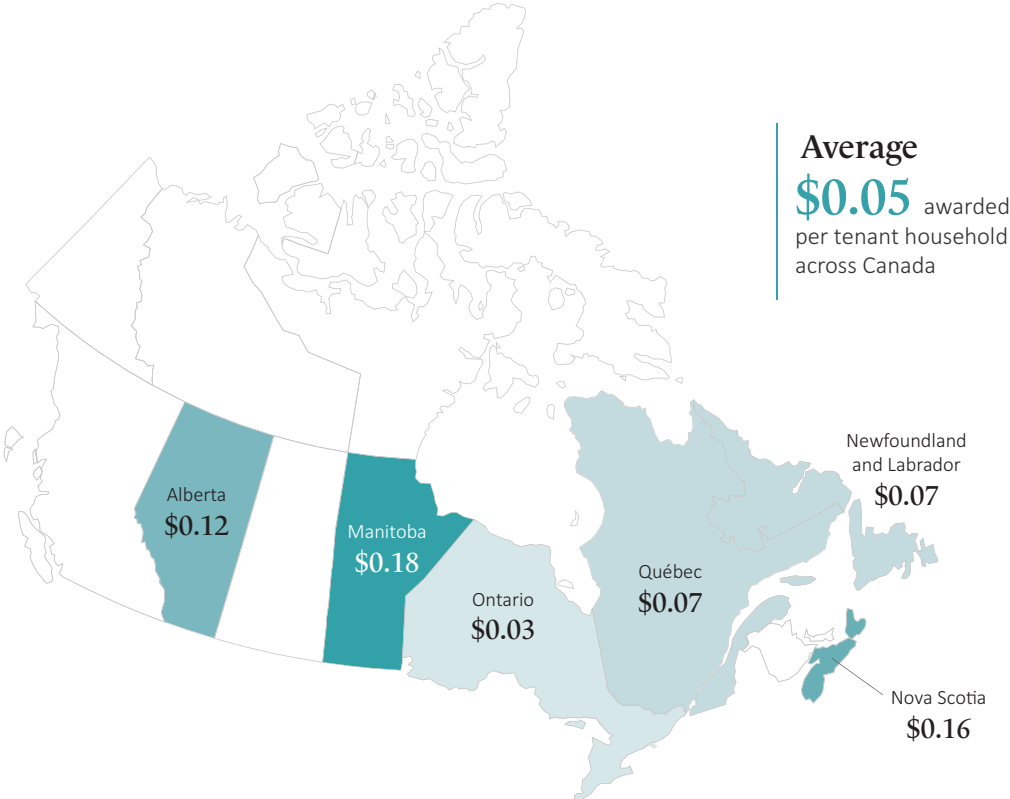 Average
$0.05 awarded
per tenant household
across Canada
Newfoundland
and Labrador
$0.07
Alberta
$0.12
Manitoba
$0.18
Ontario
$0.03
Québec
$0.07
Nova Scotia
$0.16